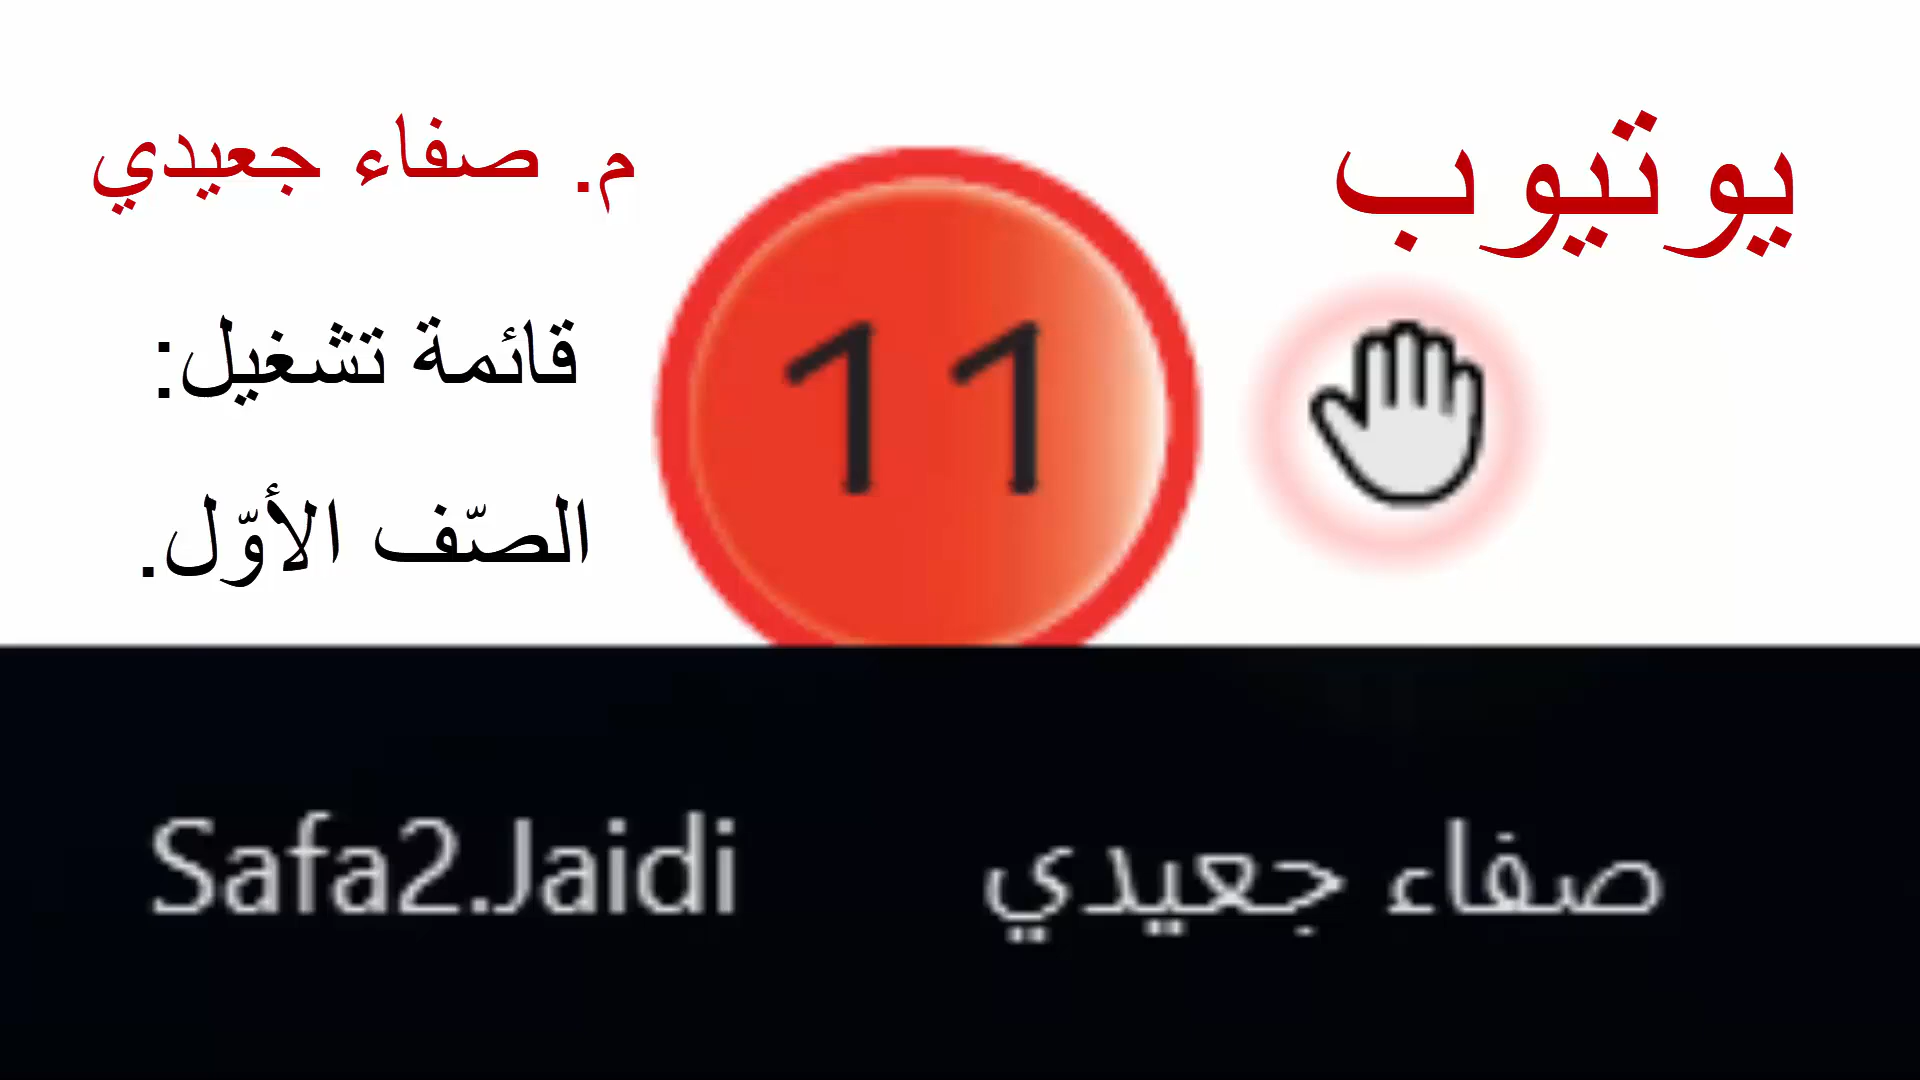 يوتيوب
م. صفاء جعيدي
11
قائمة تشغيل:
الصّف الأوّل.
صفاء جعيدي
Safa2.Jaidi